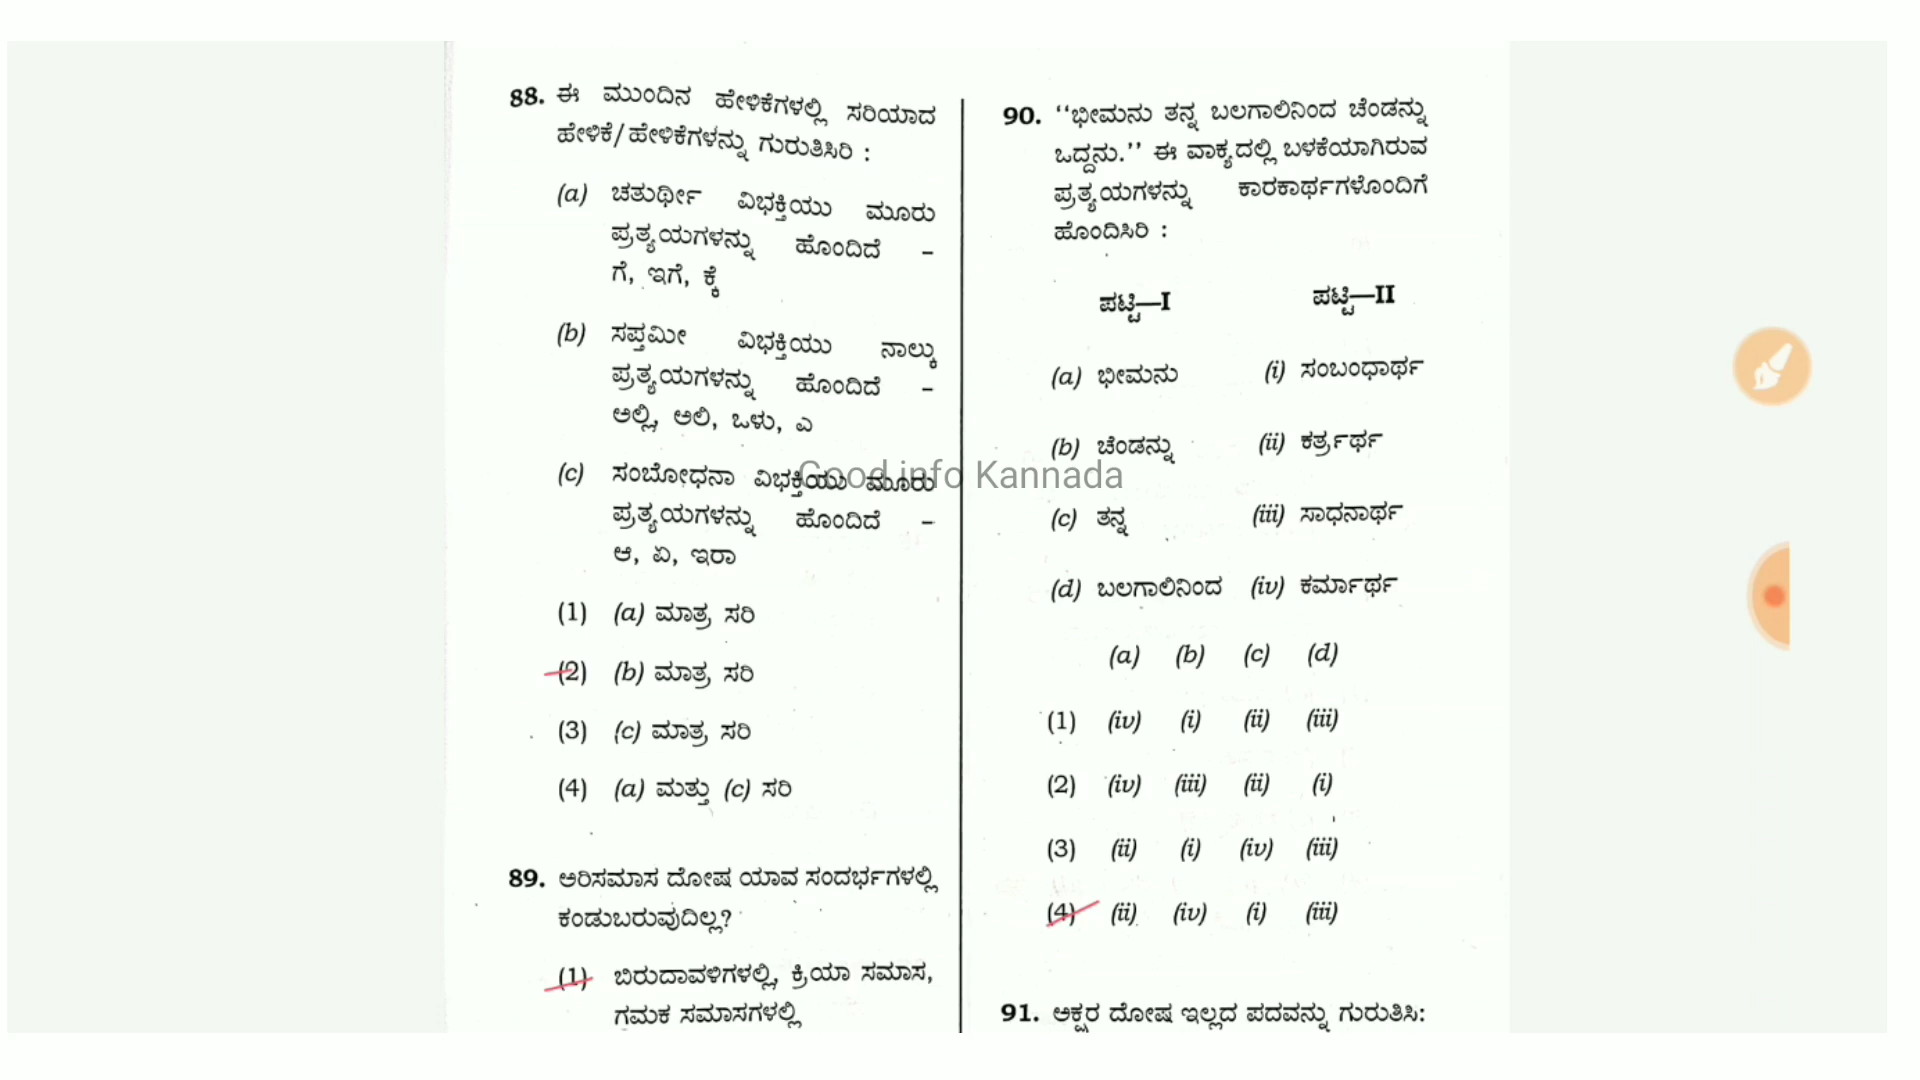 88. ಈ ಮುಂದಿನ ಹೇಳಿಕೆಗಳಲ್ಲಿ ಸರಿಯಾದ
ಹೇಳಿಕೆ/ಹೇಳಿಕೆಗಳನ್ನು ಗುರುತಿಸಿರಿ :
(a) ಚತುರ್ಥೀ ವಿಭಕ್ತಿಯು ಮೂರು
ಪ್ರತ್ಯಯಗಳನ್ನು ಹೊಂದಿದೆ –
ಗೆ, ಇಗೆ, ಕ್ಕೆ
(b) ಸಪ್ತಮೀ ವಿಭಕ್ತಿಯು ನಾಲ್ಕು
ಪ್ರತ್ಯಯಗಳನ್ನು ಹೊಂದಿದೆ –
ಅಲ್ಲಿ, ಅಲಿ, ಒಳು, ಎ
(c) ಸಂಬೋಧನಾ ವಿಭಕ್ತಿಯು ಮೂರು
ಪ್ರತ್ಯಯಗಳನ್ನು ಹೊಂದಿದೆ –
ಆ, ಏ, ಇರಾ
(1) (a) ಮಾತ್ರ ಸರಿ
(2) (b) ಮಾತ್ರ ಸರಿ
(3) (c) ಮಾತ್ರ ಸರಿ
(4) (a) ಮತ್ತು (c) ಸರಿ
89. ಅರಿಸಮಾಸ ದೋಷ ಯಾವ ಸಂದರ್ಭಗಳಲ್ಲಿ
ಕಂಡುಬರುವುದಿಲ್ಲ?
(1) ಬಿರುದಾವಳಿಗಳಲ್ಲಿ, ಕ್ರಿಯಾ ಸಮಾಸ,
ಗಮಕ ಸಮಾಸಗಳಲ್ಲಿ
90. ‘‘ಭೀಮನು ತನ್ನ ಬಲಗಾಲಿನಿಂದ ಚೆಂಡನ್ನು
ಒದ್ದನು.’’ ಈ ವಾಕ್ಯದಲ್ಲಿ ಬಳಕೆಯಾಗಿರುವ
ಪ್ರತ್ಯಯಗಳನ್ನು ಕಾರಕಾರ್ಥಗಳೊಂದಿಗೆ
ಹೊಂದಿಸಿರಿ :
ಪಟ್ಟಿ—I ಪಟ್ಟಿ—II
(a) ಭೀಮನು (i) ಸಂಬಂಧಾರ್ಥ
(b) ಚೆಂಡನ್ನು (ii) ಕರ್ತ್ರರ್ಥ
(c) ತನ್ನ (iii) ಸಾಧನಾರ್ಥ
(d) ಬಲಗಾಲಿನಿಂದ (iv) ಕರ್ಮಾರ್ಥ
(a) (b) (c) (d)
(1) (iv) (i) (ii) (iii)
(2) (iv) (iii) (ii) (i)
(3) (ii) (i) (iv) (iii)
(4) (ii) (iv) (i) (iii)
91. ಅಕ್ಷರ ದೋಷ ಇಲ್ಲದ ಪದವನ್ನು ಗುರುತಿಸಿ:
Good info Kannada